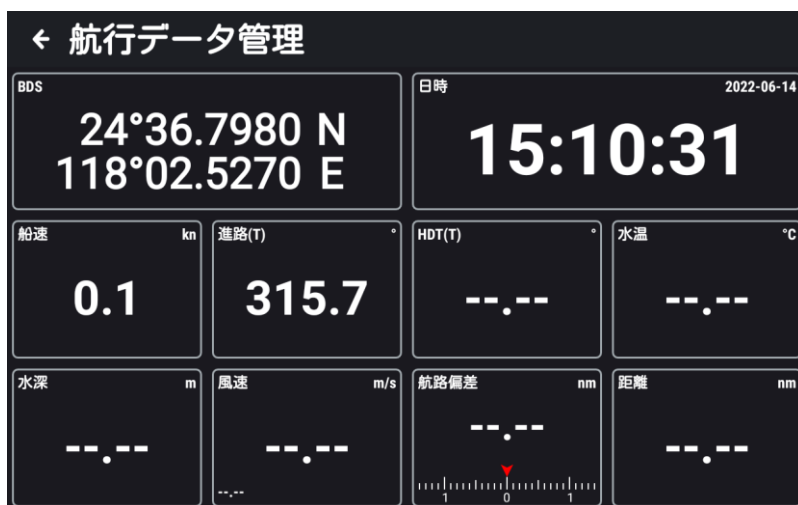 ← 航行データ管理
BDS
24°36.7980 N
118°02.5270 E
日時 2022-06-14
15:10:31
船速 kn
0.1
進路(T) °
315.7
HDT(T) °
--.--
水温 °C
--.--
水深 m
--.--
風速 m/s
--.--
--.--
航路偏差 nm
--.--
1 0 1
距離 nm
--.--